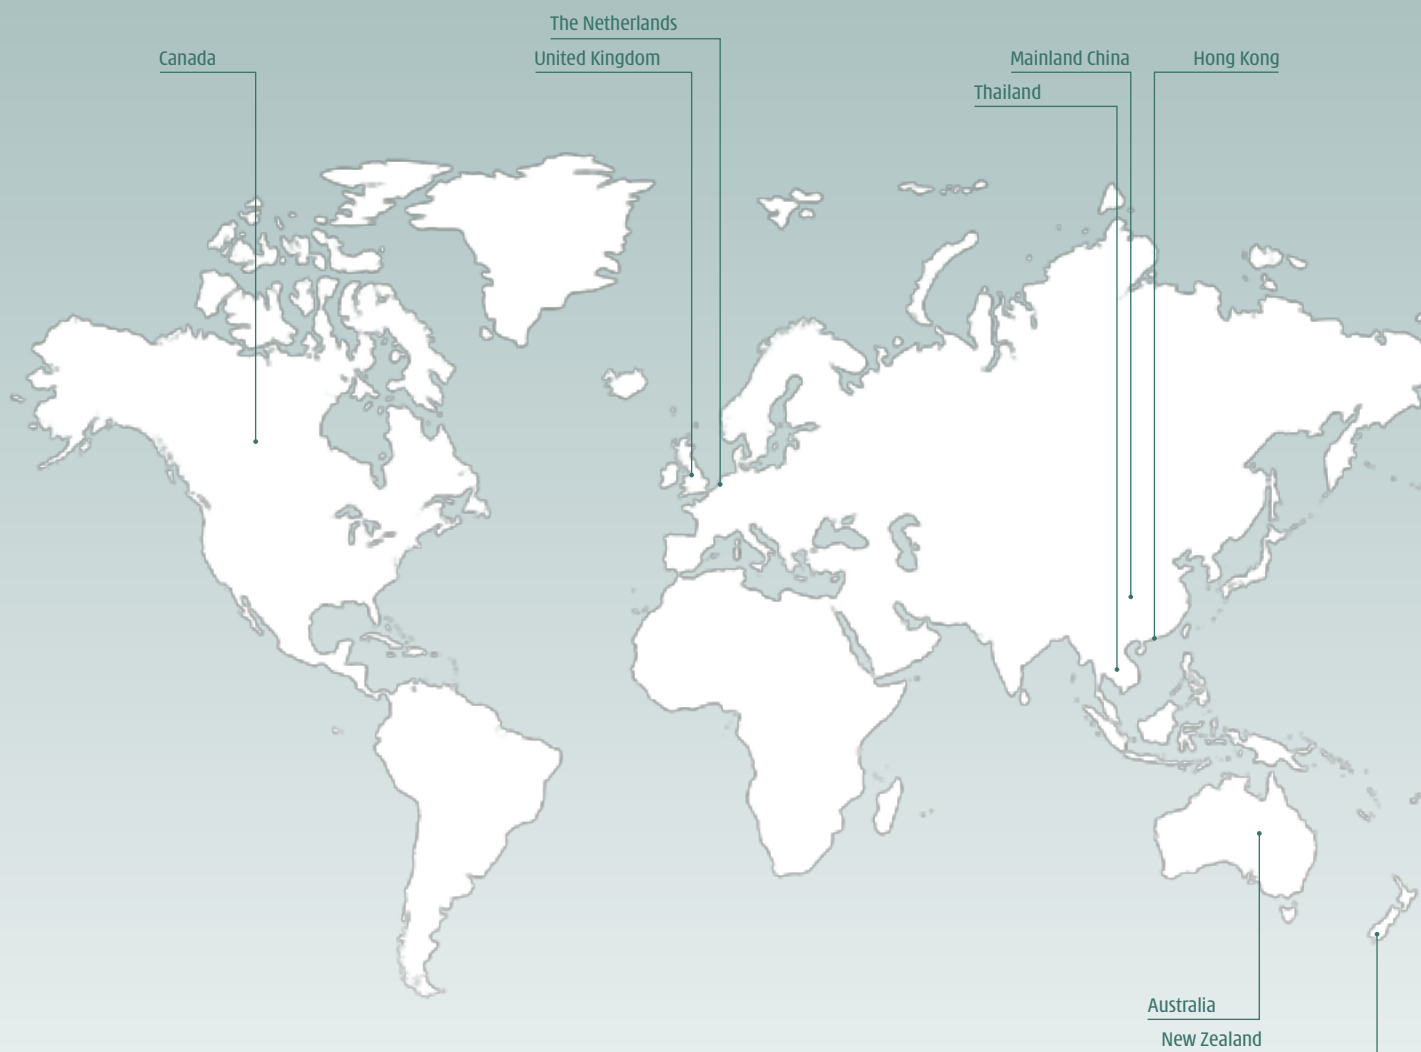 The Netherlands
Canada
United Kingdom
Mainland China
Hong Kong
Thailand
Australia
New Zealand